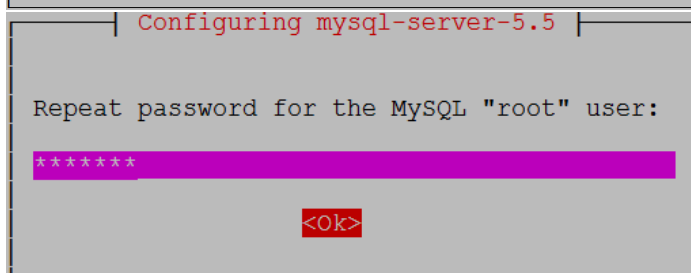 Configuring mysql-server-5.5
Repeat password for the MySQL "root" user:
*******
<Ok>